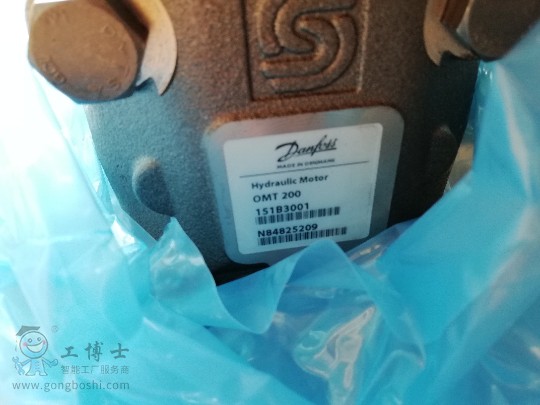 Danfoss
MADE IN DENMARK
Hydraulic Motor
OMT 200
151B3001
N84825209
工博士
智能工厂服务商
www.gongboshi.com